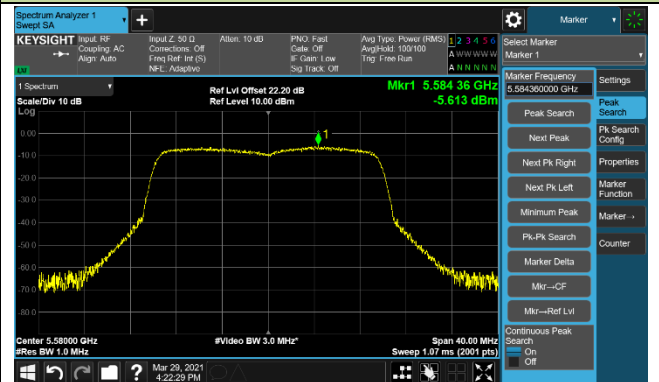 Spectrum Analyzer 1
Swept SA
Marker
KEYSIGHT
Input: RF
Coupling: AC
Align: Auto
Input Z: 50 Ω
Corrections: Off
Freq Ref: Int (S)
NFE: Adaptive
Atten: 10 dB
PNO: Fast
Gate: Off
IF Gain: Low
Sig Track: Off
Avg Type: Power (RMS)
Avg|Hold: 100/100
Trig: Free Run
1 2 3 4 5 6
A W W W W W
A N N N N N
LXI
1 Spectrum
Scale/Div 10 dB
Log
Ref Lvl Offset 22.20 dB
Ref Level 10.00 dBm
Mkr1 5.584 36 GHz
-5.613 dBm
1
0.00
-10.0
-20.0
-30.0
-40.0
-50.0
-60.0
-70.0
-80.0
Center 5.58000 GHz
#Res BW 1.0 MHz
#Video BW 3.0 MHz*
Span 40.00 MHz
Sweep 1.07 ms (2001 pts)
Mar 29, 2021
4:22:29 PM
Select Marker
Marker 1
Marker Frequency
5.584360000 GHz
Peak Search
Next Peak
Next Pk Right
Next Pk Left
Minimum Peak
Pk-Pk Search
Marker Delta
Mkr→CF
Mkr→Ref Lvl
Continuous Peak
Search
On
Off
Settings
Peak
Search
Pk Search
Config
Properties
Marker
Function
Marker→
Counter